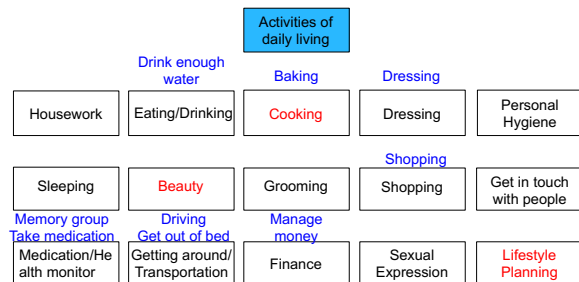 Activities of
daily living
Drink enough
water
Baking
Dressing
Housework
Eating/Drinking
Cooking
Dressing
Personal
Hygiene
Shopping
Sleeping
Beauty
Grooming
Shopping
Get in touch
with people
Memory group
Take medication
Driving
Get out of bed
Manage
money
Medication/He
alth monitor
Getting around/
Transportation
Finance
Sexual
Expression
Lifestyle
Planning